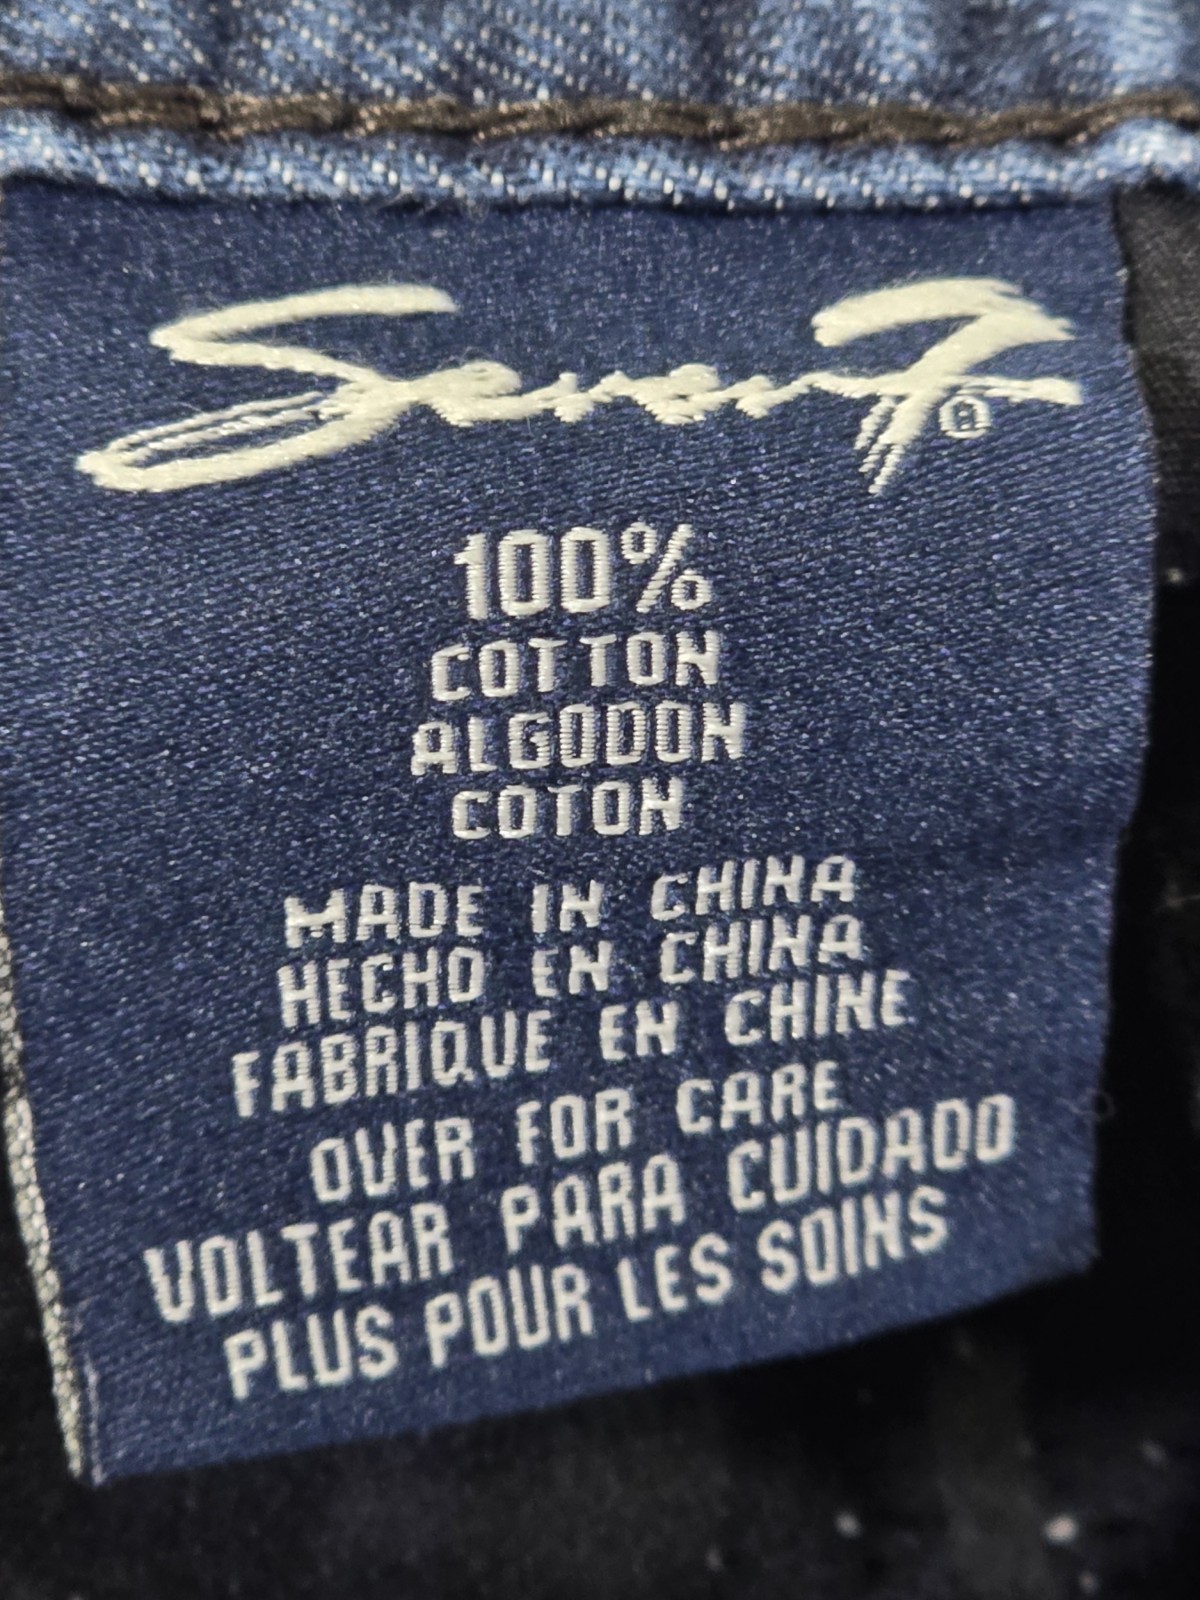 Seven7®
100%
COTTON
ALGODON
COTON
MADE IN CHINA
HECHO EN CHINA
FABRIQUE EN CHINE
OVER FOR CARE
VOLTEAR PARA CUIDADO
PLUS POUR LES SOINS